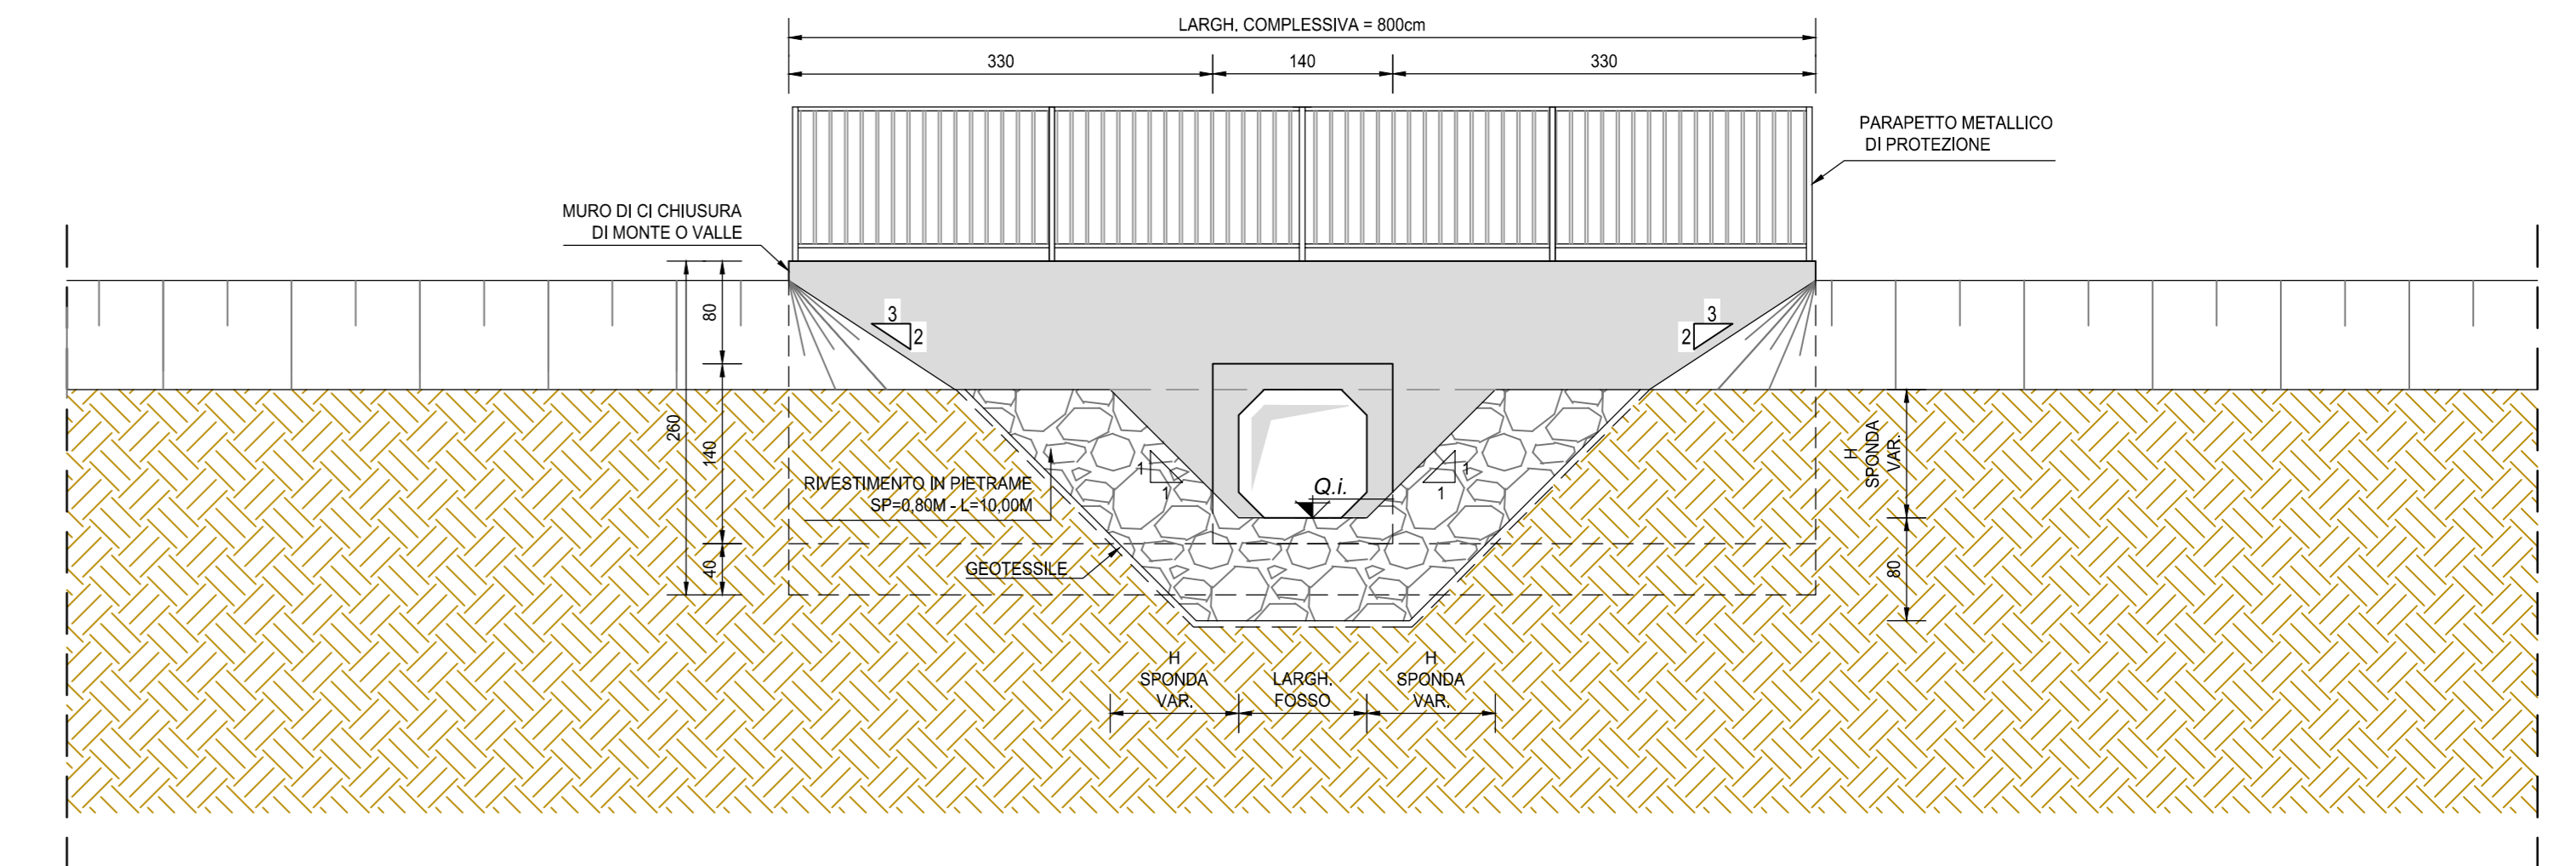 LARGH. COMPLESSIVA = 800cm
330
140
330
PARAPETTO METALLICO
DI PROTEZIONE
MURO DI CI CHIUSURA
DI MONTE O VALLE
80
260
140
40
3
2
3
2
RIVESTIMENTO IN PIETRAME
SP=0,80M - L=10,00M
1
1
Q.i.
1
1
GEOTESSILE
H
SPONDA
VAR.
80
H
SPONDA
VAR.
LARGH.
FOSSO
H
SPONDA
VAR.